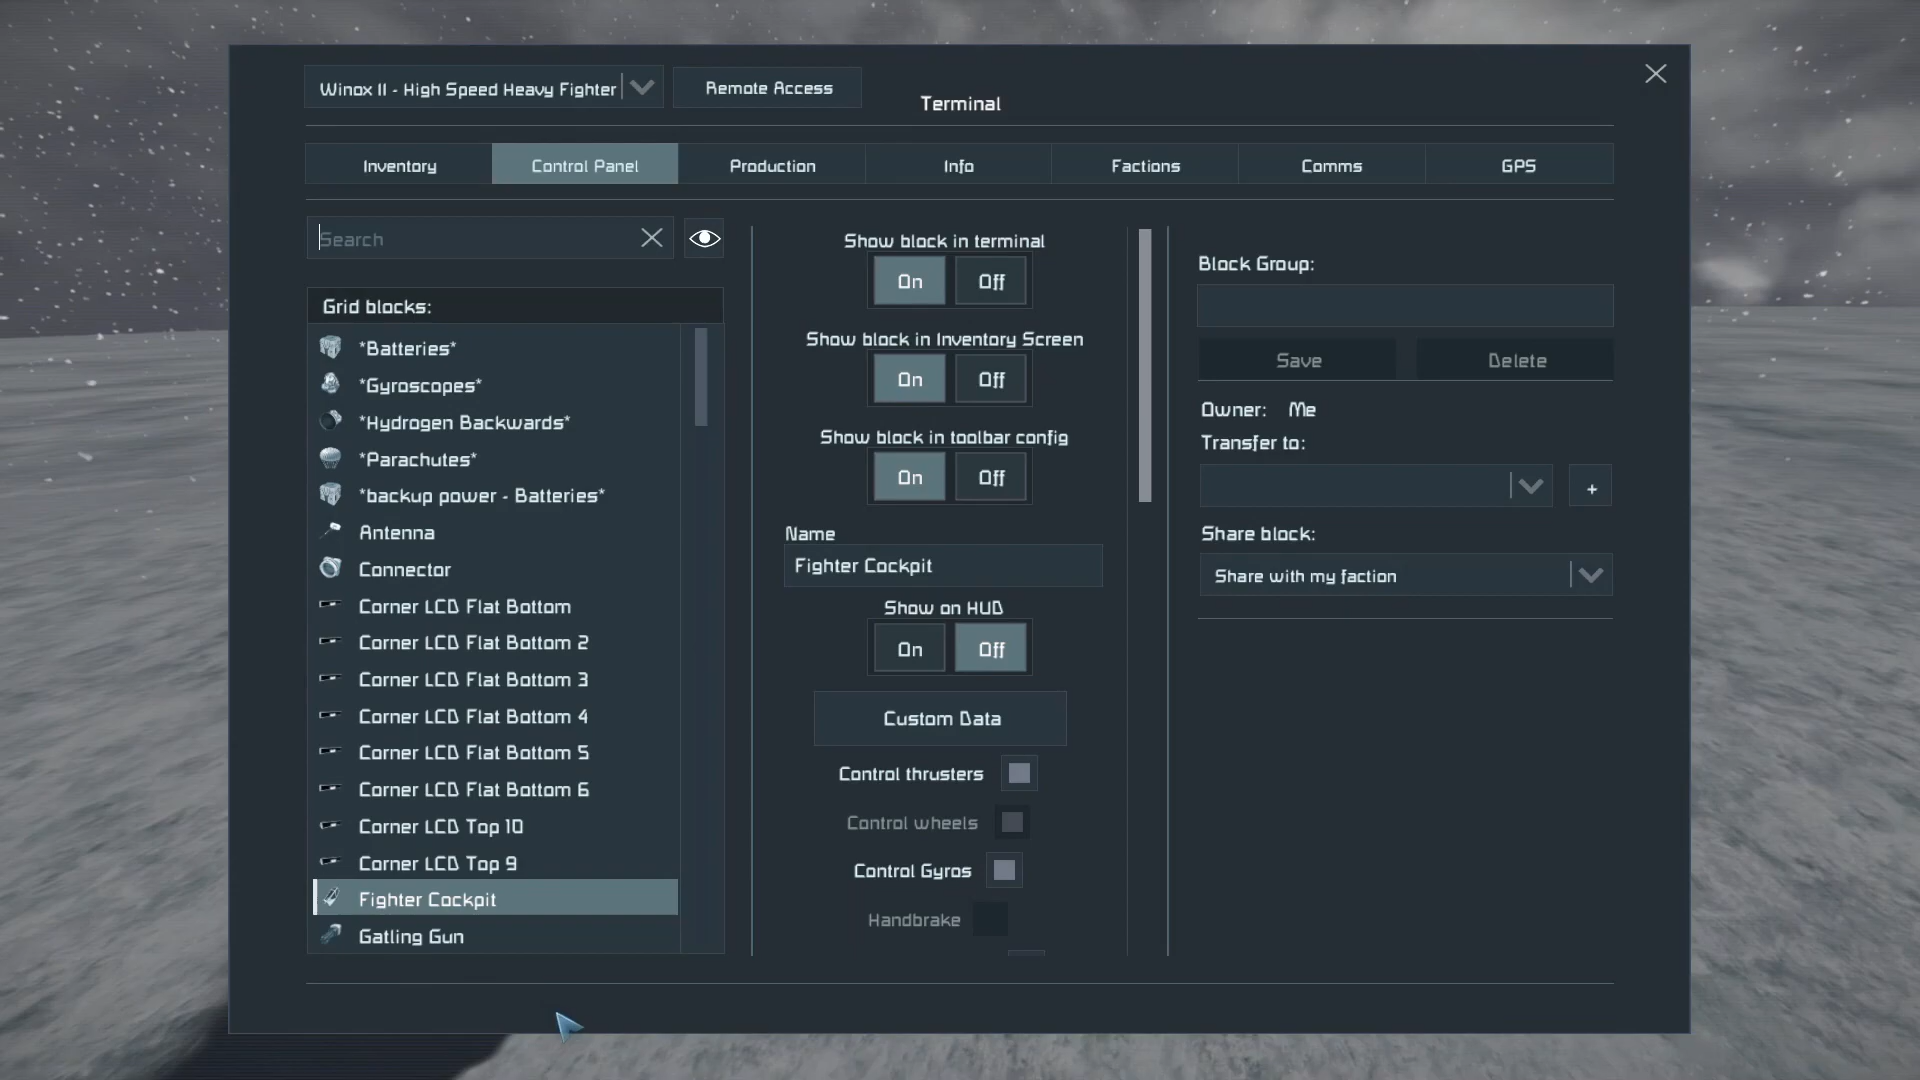 Winox II - High Speed Heavy Fighter
Remote Access
Terminal
Inventory
Control Panel
Production
Info
Factions
Comms
GPS
Search
Grid blocks:
*Batteries*
*Gyroscopes*
*Hydrogen Backwards*
*Parachutes*
*backup power - Batteries*
Antenna
Connector
Corner LCD Flat Bottom
Corner LCD Flat Bottom 2
Corner LCD Flat Bottom 3
Corner LCD Flat Bottom 4
Corner LCD Flat Bottom 5
Corner LCD Flat Bottom 6
Corner LCD Top 10
Corner LCD Top 9
Fighter Cockpit
Gatling Gun
Show block in terminal
On Off
Show block in Inventory Screen
On Off
Show block in toolbar config
On Off
Name
Fighter Cockpit
Show on HUD
On Off
Custom Data
Control thrusters
Control wheels
Control Gyros
Handbrake
Block Group:
Save
Delete
Owner: Me
Transfer to:
+
Share block:
Share with my faction